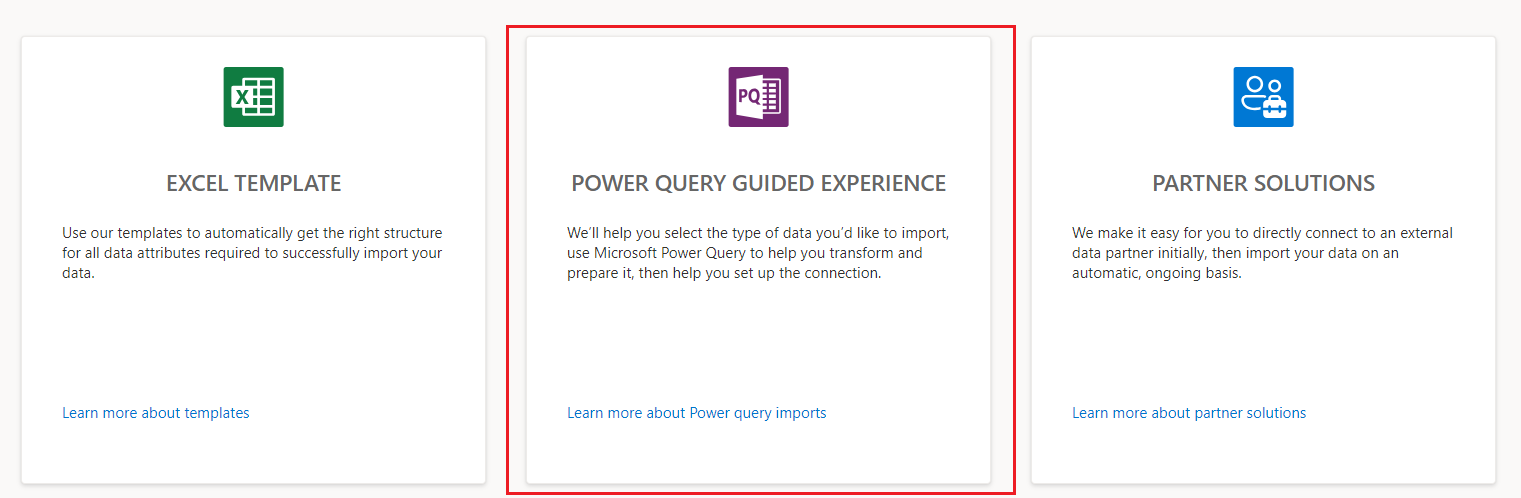 X
EXCEL TEMPLATE
Use our templates to automatically get the right structure
for all data attributes required to successfully import your
data.
Learn more about templates
PQ
POWER QUERY GUIDED EXPERIENCE
We’ll help you select the type of data you’d like to import,
use Microsoft Power Query to help you transform and
prepare it, then help you set up the connection.
Learn more about Power query imports
PARTNER SOLUTIONS
We make it easy for you to directly connect to an external
data partner initially, then import your data on an
automatic, ongoing basis.
Learn more about partner solutions